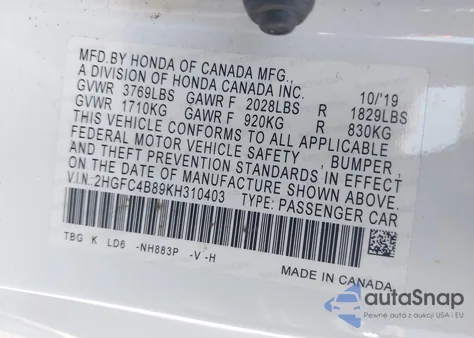 MFD.BY HONDA OF CANADA MFG.,
A DIVISION OF HONDA CANADA INC. 10/'19
GVWR 3769LBS GAWR F 2028LBS R 1829LBS
GVWR 1710KG GAWR F 920KG R 830KG
THIS VEHICLE CONFORMS TO ALL APPLICABLE
FEDERAL MOTOR VEHICLE SAFETY , BUMPER,
AND THEFT PREVENTION STANDARDS IN EFFECT
ON THE DATE OF MANUFACTURE SHOWN ABOVE.
V.I.N.:2HGFC4B89KH310403 TYPE: PASSENGER CAR
TBG K LD6 -NH883P -V-H
MADE IN CANADA
autoSnap
Pewne auta z aukcji USA i EU